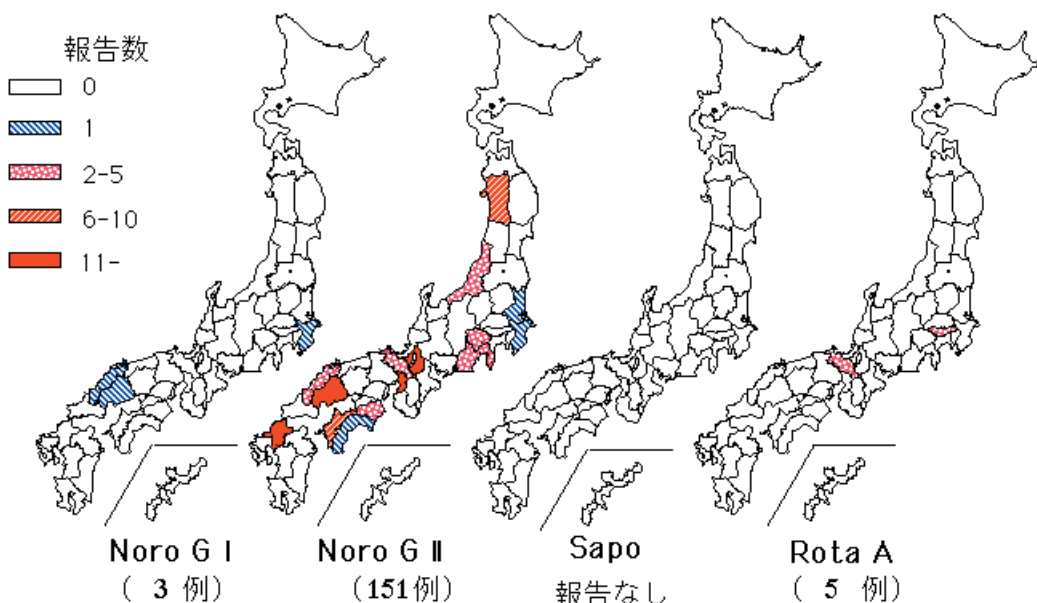 報告数
0
1
2-5
6-10
11-
Noro G I
( 3 例)
Noro G Ⅱ
(151例)
Sapo
報告なし
Rota A
( 5 例)